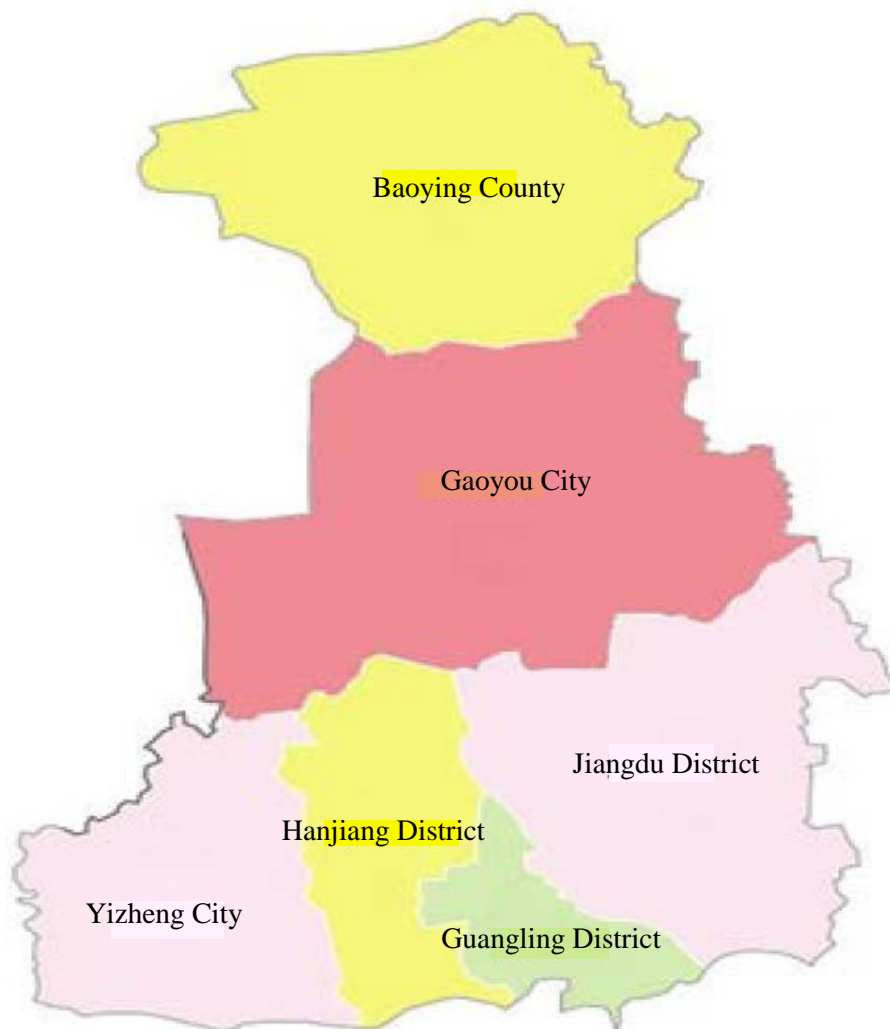 Baoying County
Gaoyou City
Jiangdu District
Hanjiang District
Yizheng City
Guangling District